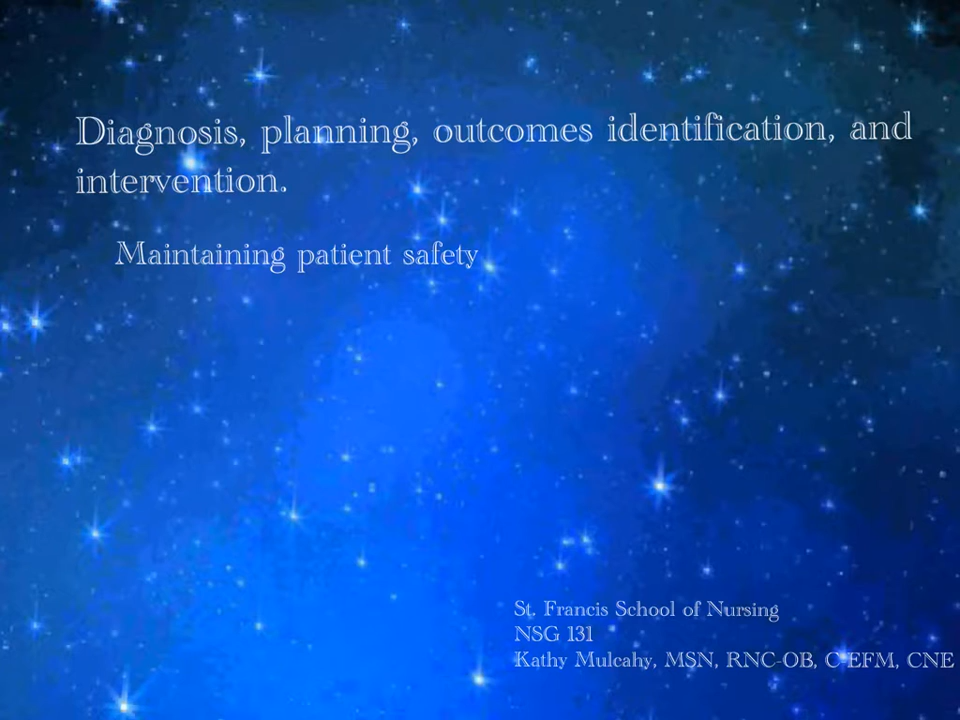 Diagnosis, planning, outcomes identification, and
intervention.
Maintaining patient safety
St. Francis School of Nursing
NSG 131
Kathy Mulcahy, MSN, RNC-OB, C-EFM, CNE